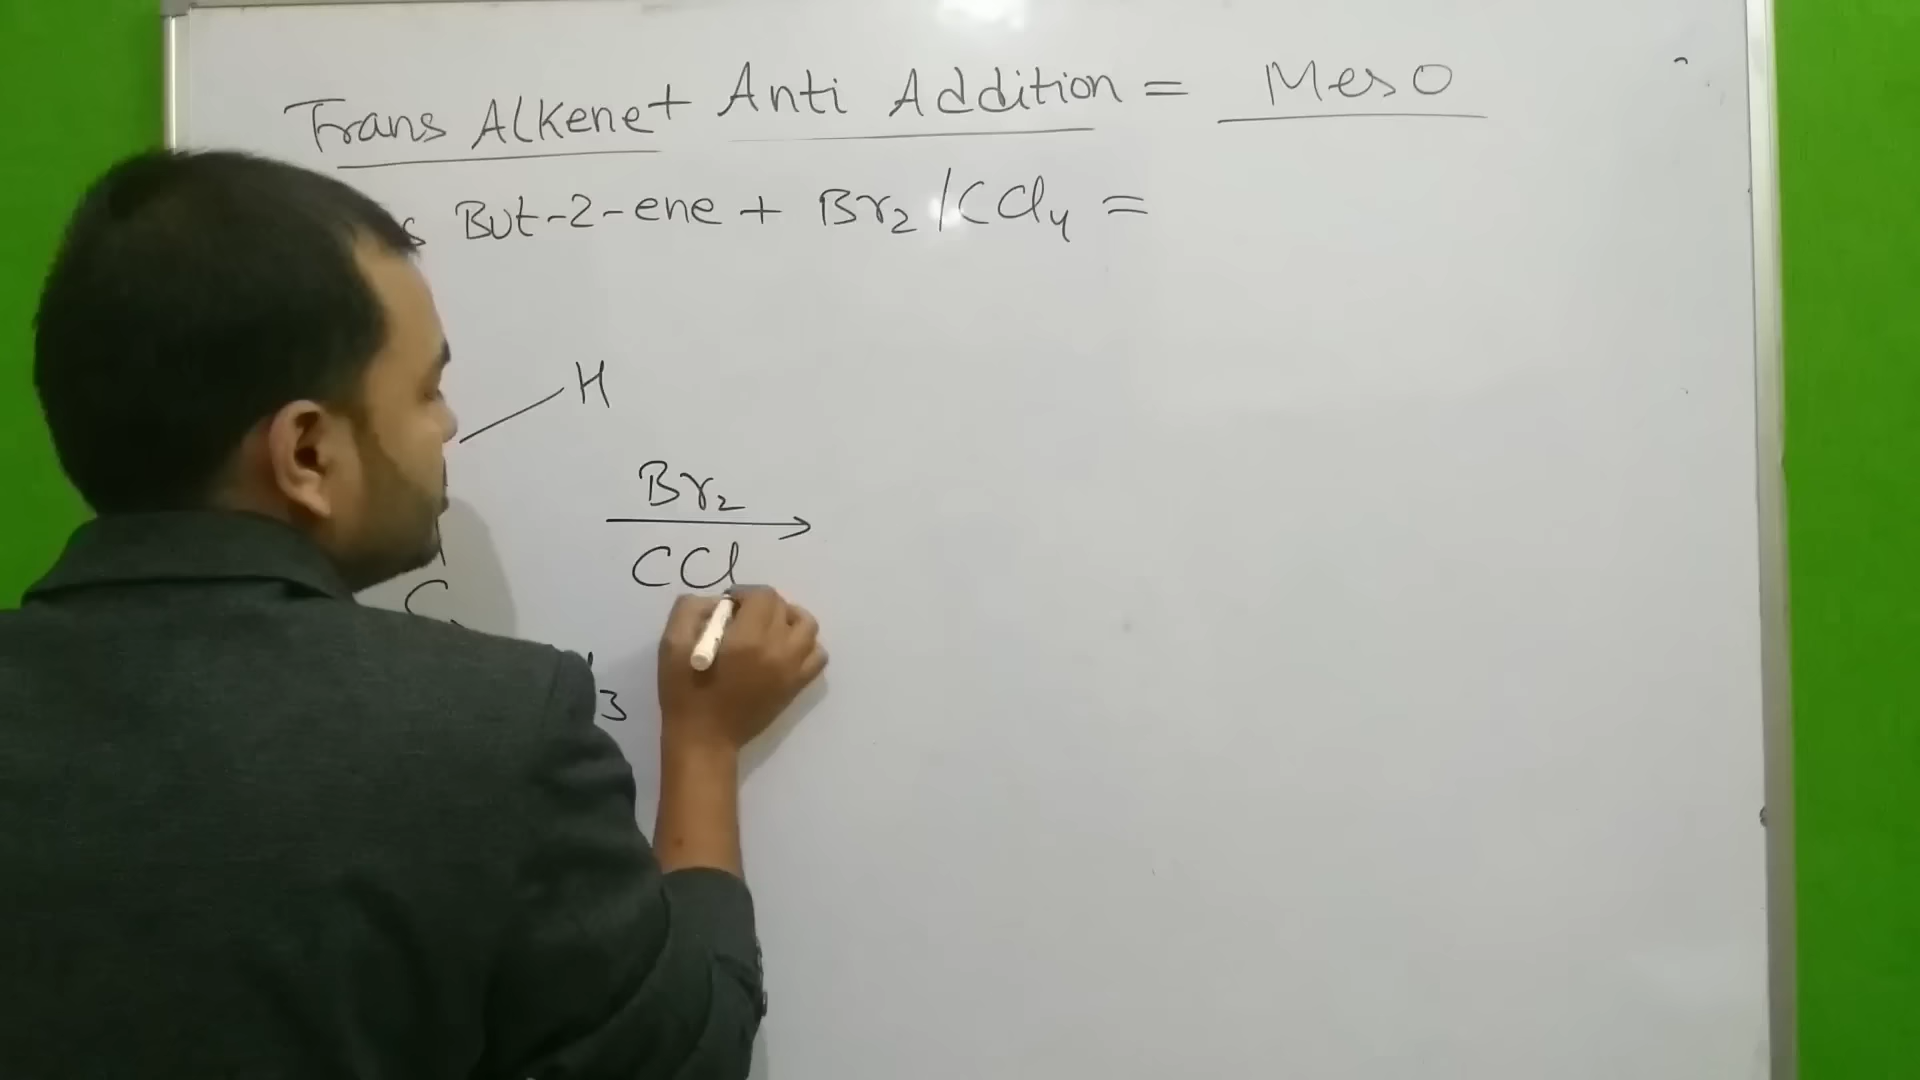 Trans Alkene + Anti Addition = Meso
s But-2-ene + Br2/CCl4 =
H
Br2
CCl
C
3